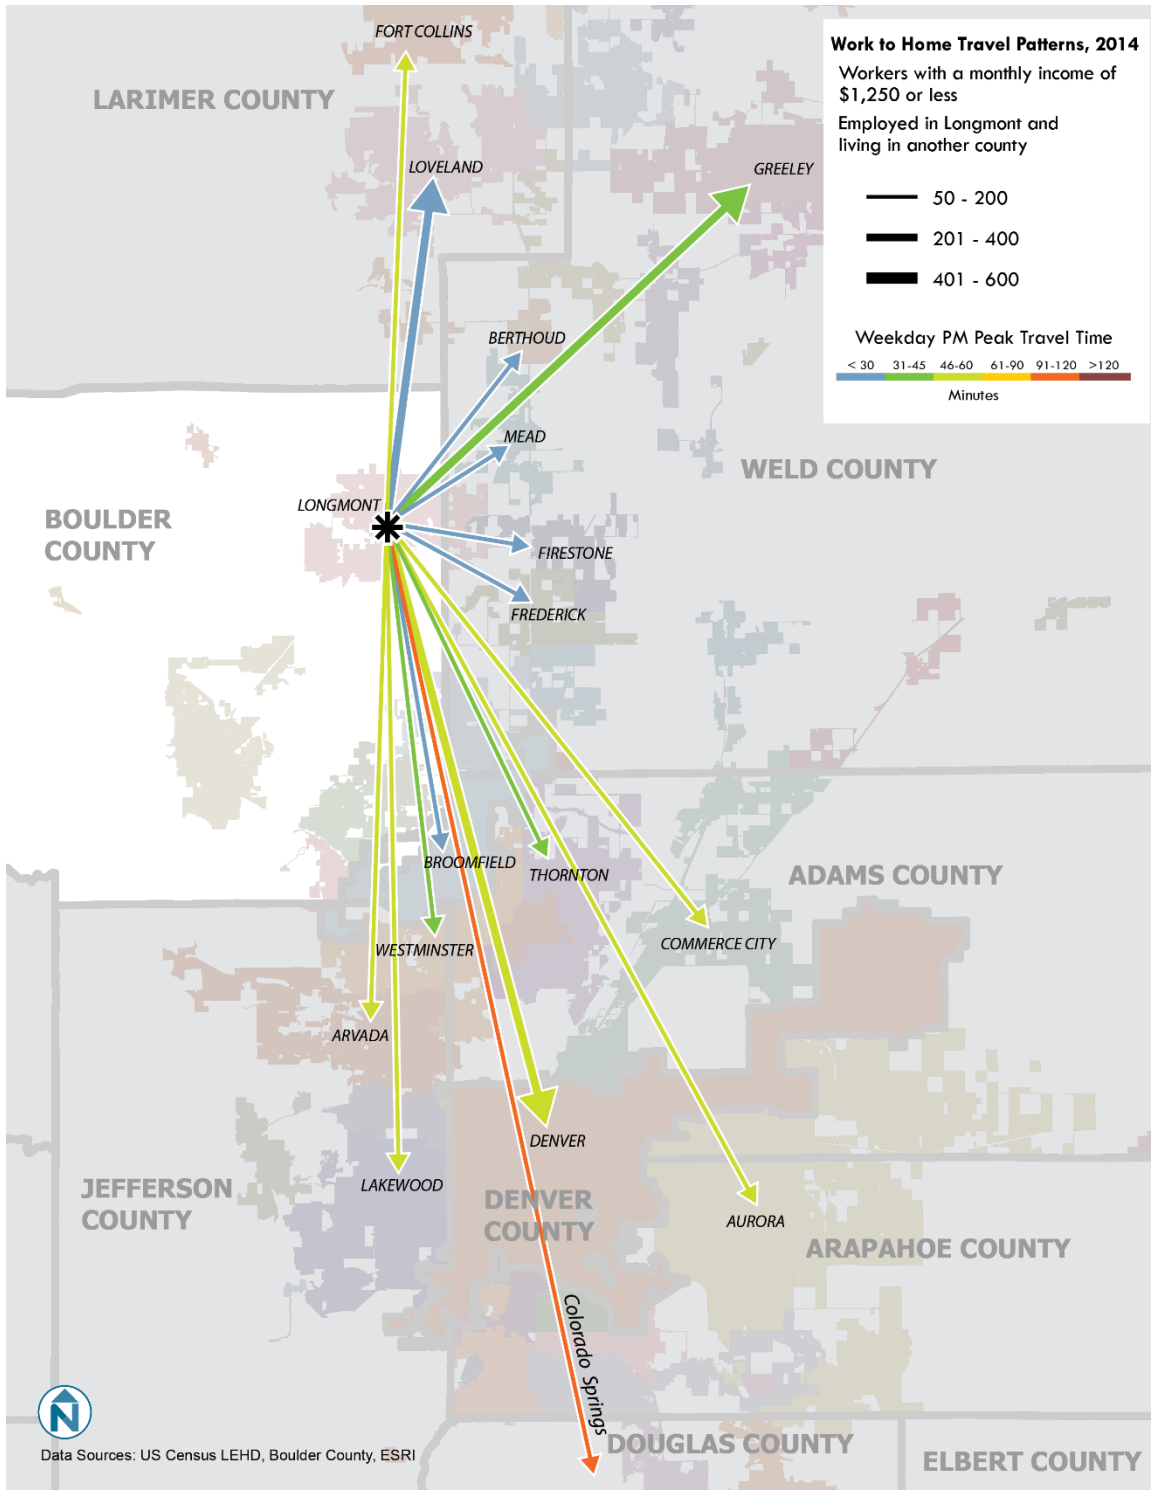 FORT COLLINS
Work to Home Travel Patterns, 2014
Workers with a monthly income of
$1,250 or less
Employed in Longmont and
living in another county
50 - 200
201 - 400
401 - 600
Weekday PM Peak Travel Time
< 30 31-45 46-60 61-90 91-120 >120
Minutes
LARIMER COUNTY
LOVELAND
GREELEY
BERTHOUD
MEAD
WELD COUNTY
LONGMONT
BOULDER
COUNTY
FIRESTONE
FREDERICK
BROOMFIELD
THORNTON
ADAMS COUNTY
WESTMINSTER
COMMERCE CITY
ARVADA
DENVER
LAKEWOOD
JEFFERSON
COUNTY
DENVER
COUNTY
AURORA
ARAPAHOE COUNTY
Colorado Springs
N
DOUGLAS COUNTY
ELBERT COUNTY
Data Sources: US Census LEHD, Boulder County, ESRI